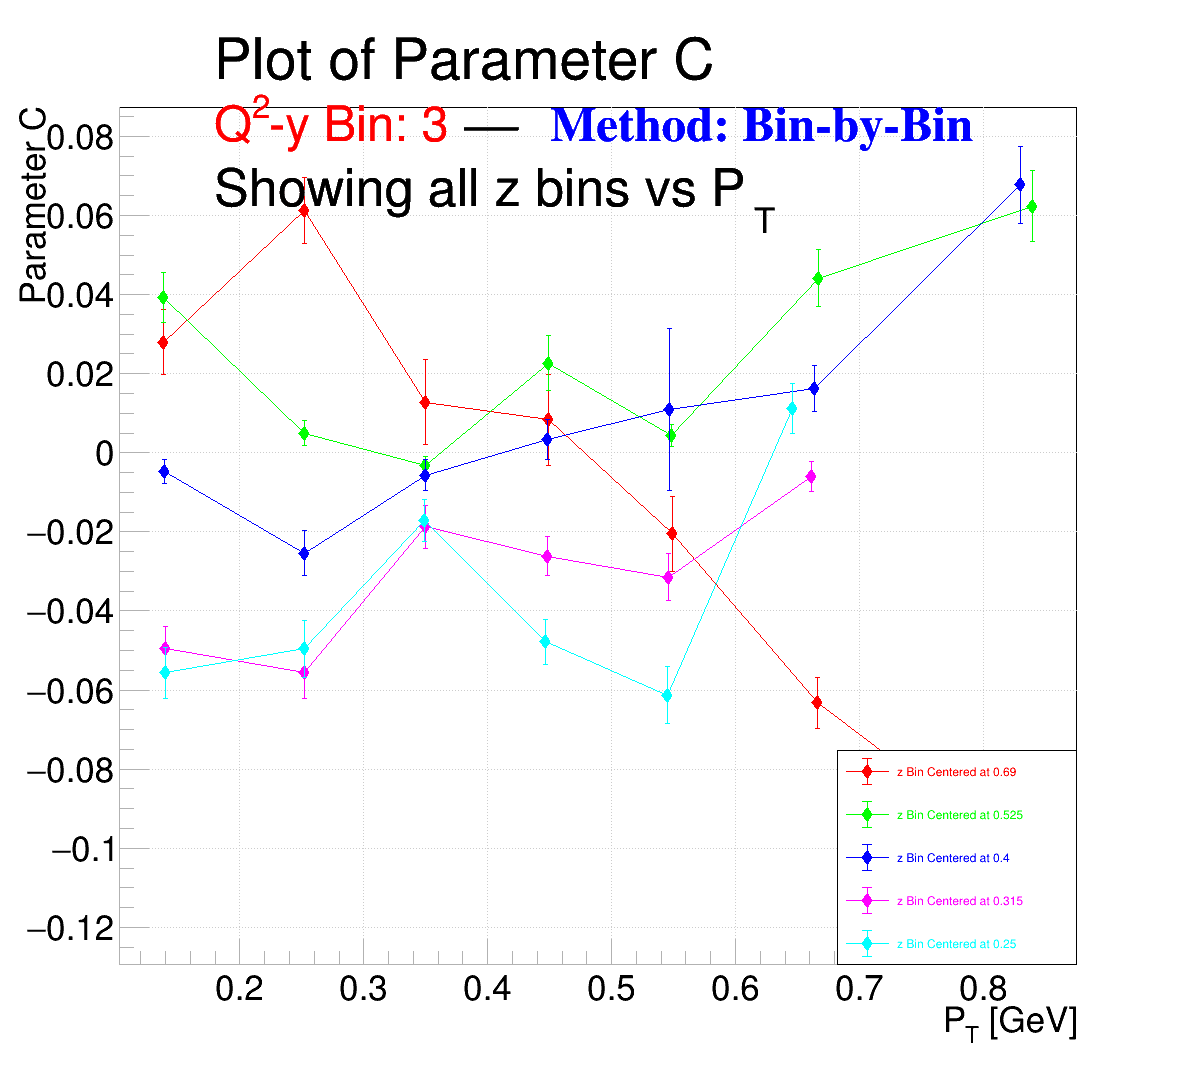 Plot of Parameter C
Q²-y Bin: 3 — Method: Bin-by-Bin
Showing all z bins vs P_T
Parameter C
0.08
0.06
0.04
0.02
0
−0.02
−0.04
−0.06
−0.08
−0.1
−0.12
z Bin Centered at 0.69
z Bin Centered at 0.525
z Bin Centered at 0.4
z Bin Centered at 0.315
z Bin Centered at 0.25
0.2 0.3 0.4 0.5 0.6 0.7 0.8
P_T [GeV]